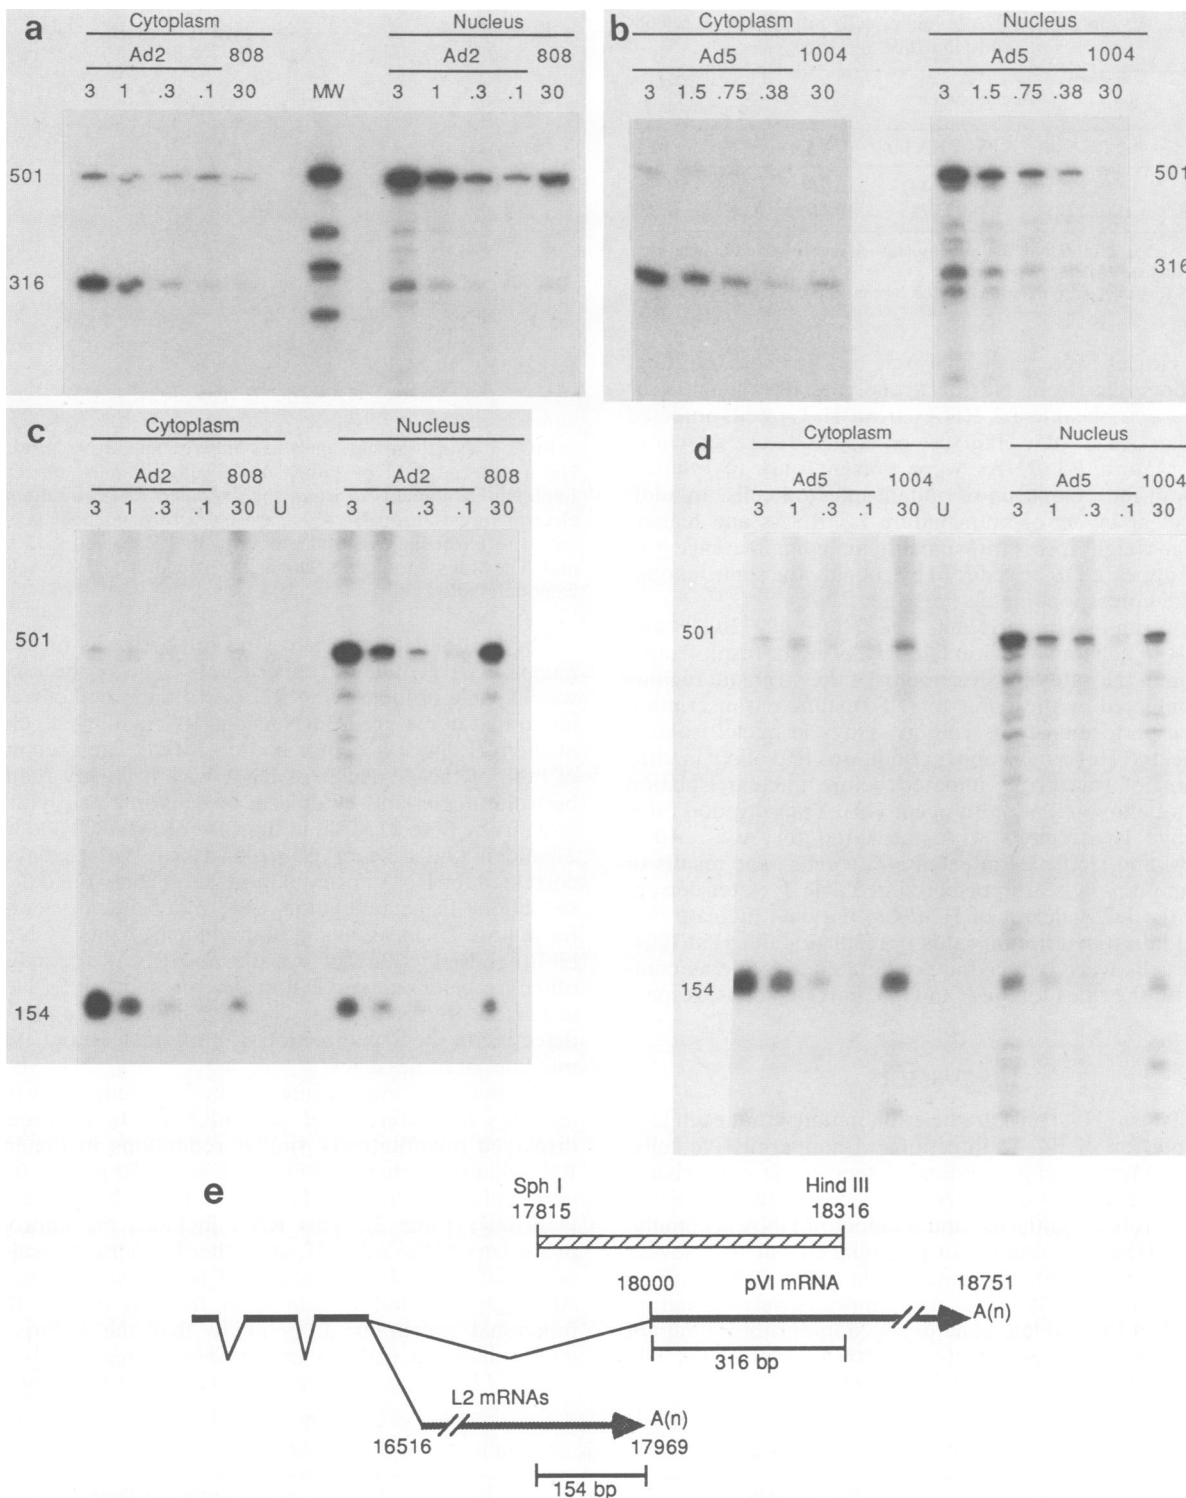 a
Cytoplasm Nucleus
Ad2 808 Ad2 808
3 1 .3 .1 30 MW 3 1 .3 .1 30
501
316
b
Cytoplasm Nucleus
Ad5 1004 Ad5 1004
3 1.5 .75 .38 30 3 1.5 .75 .38 30
501
316
c
Cytoplasm Nucleus
Ad2 808 Ad2 808
3 1 .3 .1 30 U 3 1 .3 .1 30
501
154
d
Cytoplasm Nucleus
Ad5 1004 Ad5 1004
3 1 .3 .1 30 U 3 1 .3 .1 30
501
154
e
Sph I Hind III
17815 18316
18000 pVI mRNA 18751
A(n)
316 bp
L2 mRNAs A(n)
16516 17969
154 bp